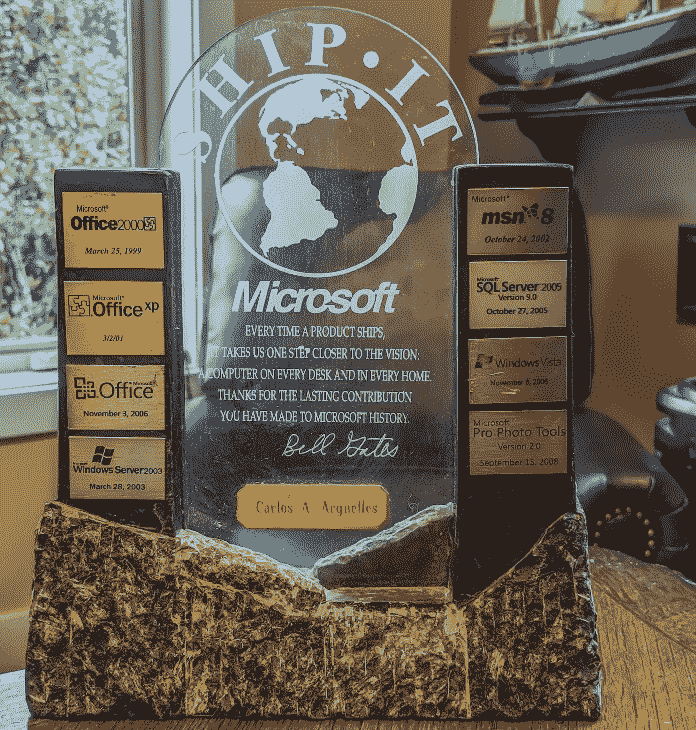 SHIP·IT
Microsoft
EVERY TIME A PRODUCT SHIPS,
IT TAKES US ONE STEP CLOSER TO THE VISION:
A COMPUTER ON EVERY DESK AND IN EVERY HOME.
THANKS FOR THE LASTING CONTRIBUTION
YOU HAVE MADE TO MICROSOFT HISTORY.
Bill Gates
Carlos A Arguelles
Microsoft®
Office2000
March 25, 1999
Microsoft®
Office xp
3/2/01
Microsoft®
Office
November 3, 2006
Microsoft
Windows Server2003
March 28, 2003
Microsoft®
msn 8
October 24, 2002
Microsoft
SQL Server 2005
Version 9.0
October 27, 2005
Windows Vista
November 8, 2006
Microsoft
Pro Photo Tools
Version 2.0
September 15, 2008